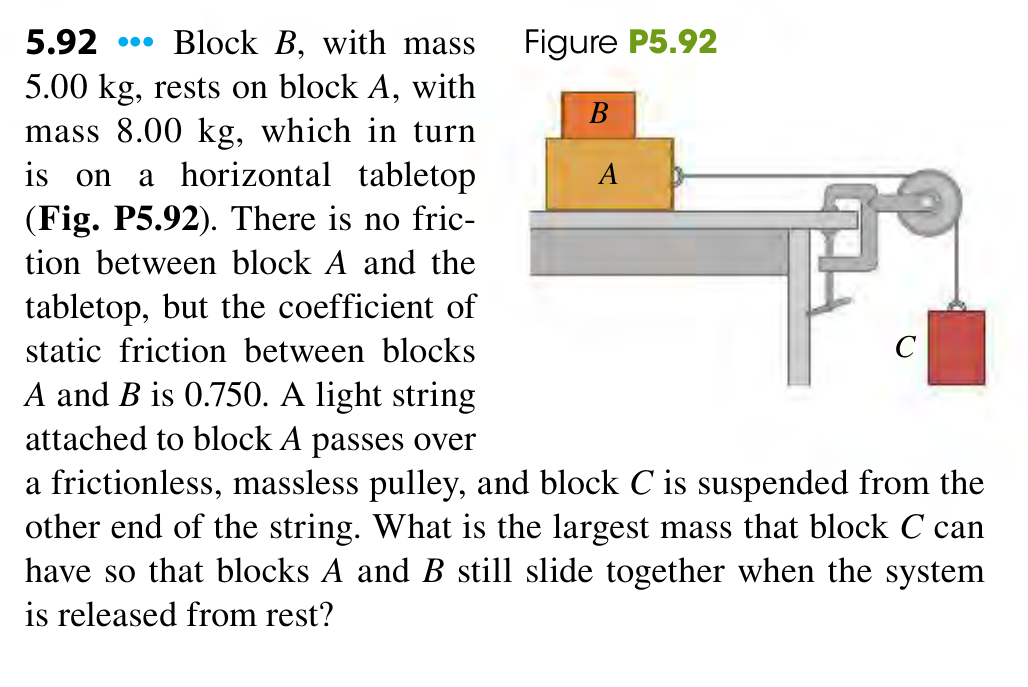 5.92 ••• Block B, with mass
5.00 kg, rests on block A, with
mass 8.00 kg, which in turn
is on a horizontal tabletop
(Fig. P5.92). There is no fric-
tion between block A and the
tabletop, but the coefficient of
static friction between blocks
A and B is 0.750. A light string
attached to block A passes over
a frictionless, massless pulley, and block C is suspended from the
other end of the string. What is the largest mass that block C can
have so that blocks A and B still slide together when the system
is released from rest?
Figure P5.92
B
A
C